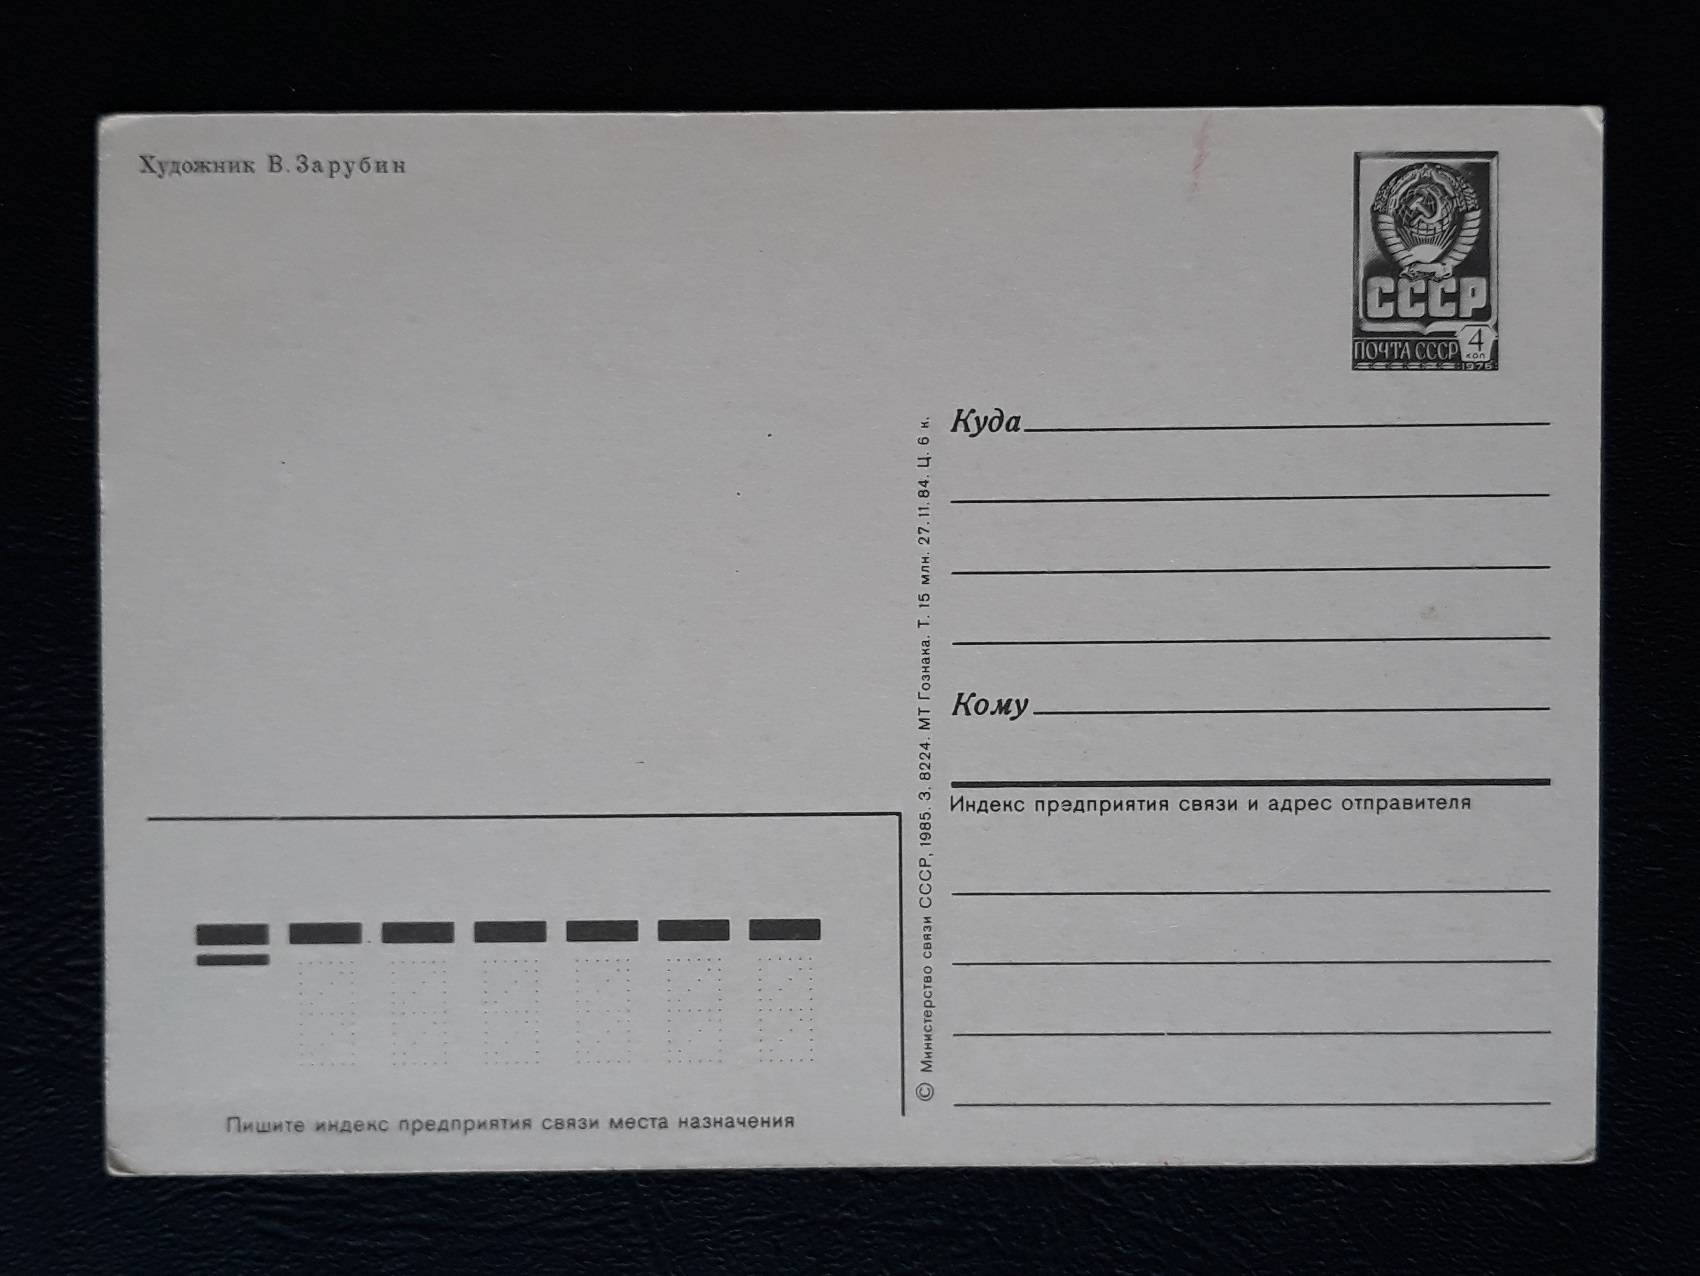 Художник В. Зарубин
СССР
ПОЧТА СССР 4 коп
1976
Куда
Кому
Индекс предприятия связи и адрес отправителя
© Министерство связи СССР, 1985. З. 8224. МТ Гознака. Т. 15 млн. 27. 11. 84. Ц. 6 к.
Пишите индекс предприятия связи места назначения